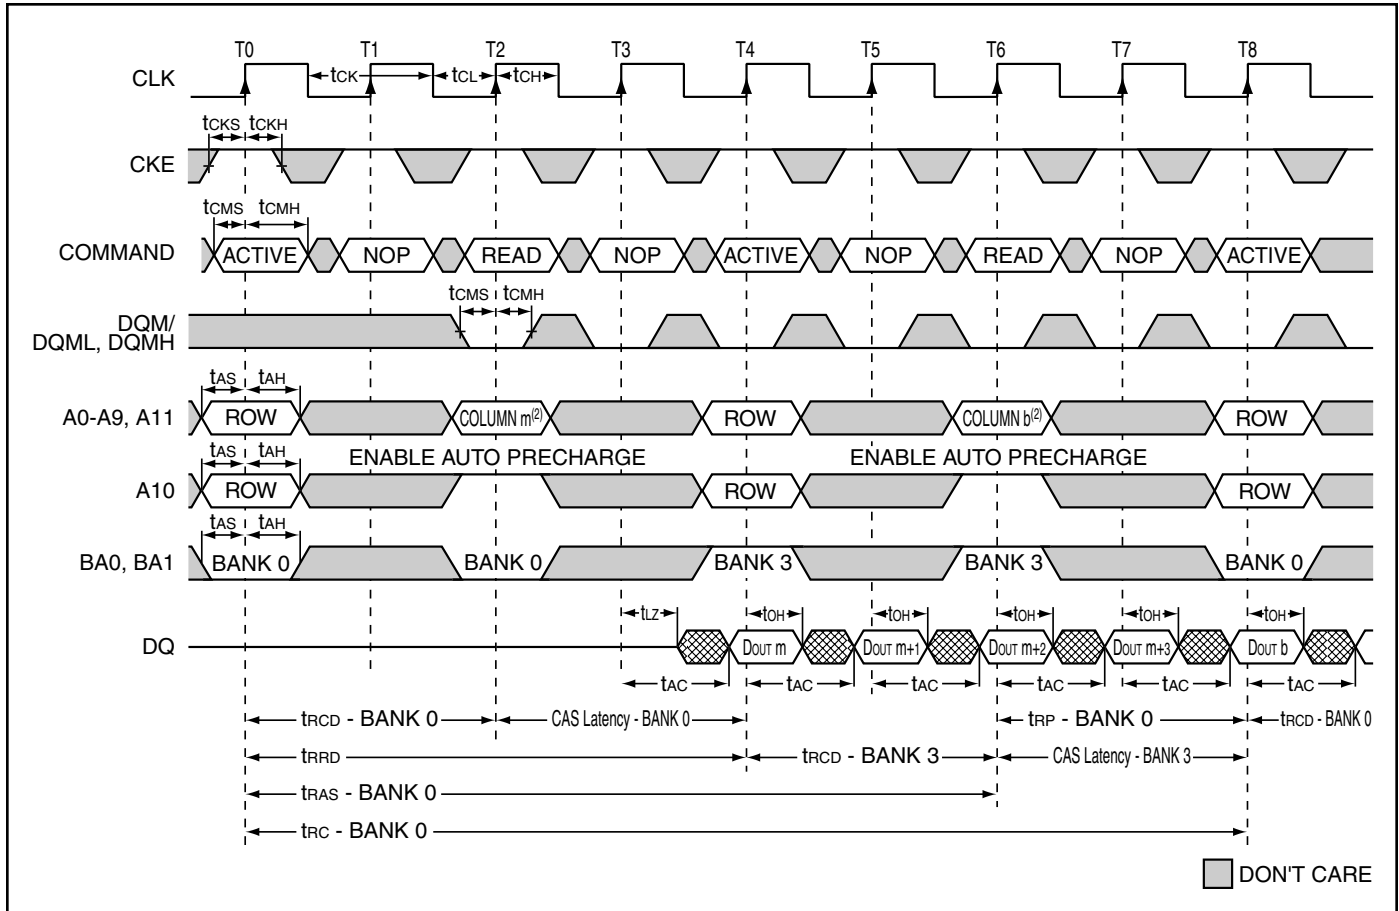 T0 T1 T2 T3 T4 T5 T6 T7 T8
CLK tCK tCL tCH
tCKS tCKH
CKE
tCMS tCMH
COMMAND ACTIVE NOP READ NOP ACTIVE NOP READ NOP ACTIVE
tCMS tCMH
DQM/
DQML, DQMH
tAS tAH
A0-A9, A11 ROW COLUMN m(2) ROW COLUMN b(2) ROW
tAS tAH ENABLE AUTO PRECHARGE ENABLE AUTO PRECHARGE
A10 ROW ROW ROW
tAS tAH
BA0, BA1 BANK 0 BANK 0 BANK 3 BANK 3 BANK 0
tLZ tOH tOH tOH tOH tOH
DQ DOUT m DOUT m+1 DOUT m+2 DOUT m+3 DOUT b
tAC tAC tAC tAC tAC tAC
tRCD - BANK 0 CAS Latency - BANK 0 tRP - BANK 0 tRCD - BANK 0
tRRD tRCD - BANK 3 CAS Latency - BANK 3
tRAS - BANK 0
tRC - BANK 0
DON'T CARE